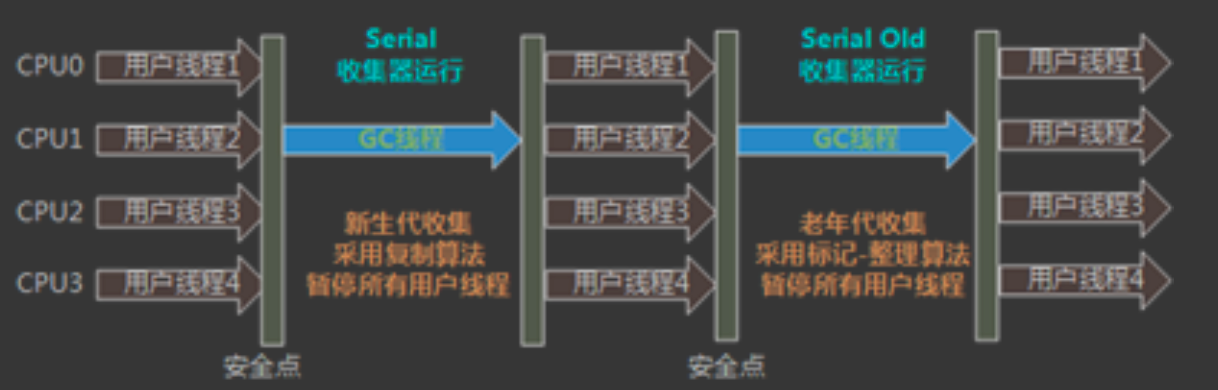 Serial
收集器运行
Serial Old
收集器运行
CPU0 用户线程1 用户线程1 用户线程1
CPU1 用户线程2 GC线程 用户线程2 GC线程 用户线程2
CPU2 用户线程3 用户线程3 用户线程3
CPU3 用户线程4 用户线程4 用户线程4
新生代收集
采用复制算法
暂停所有用户线程
老年代收集
采用标记-整理算法
暂停所有用户线程
安全点
安全点